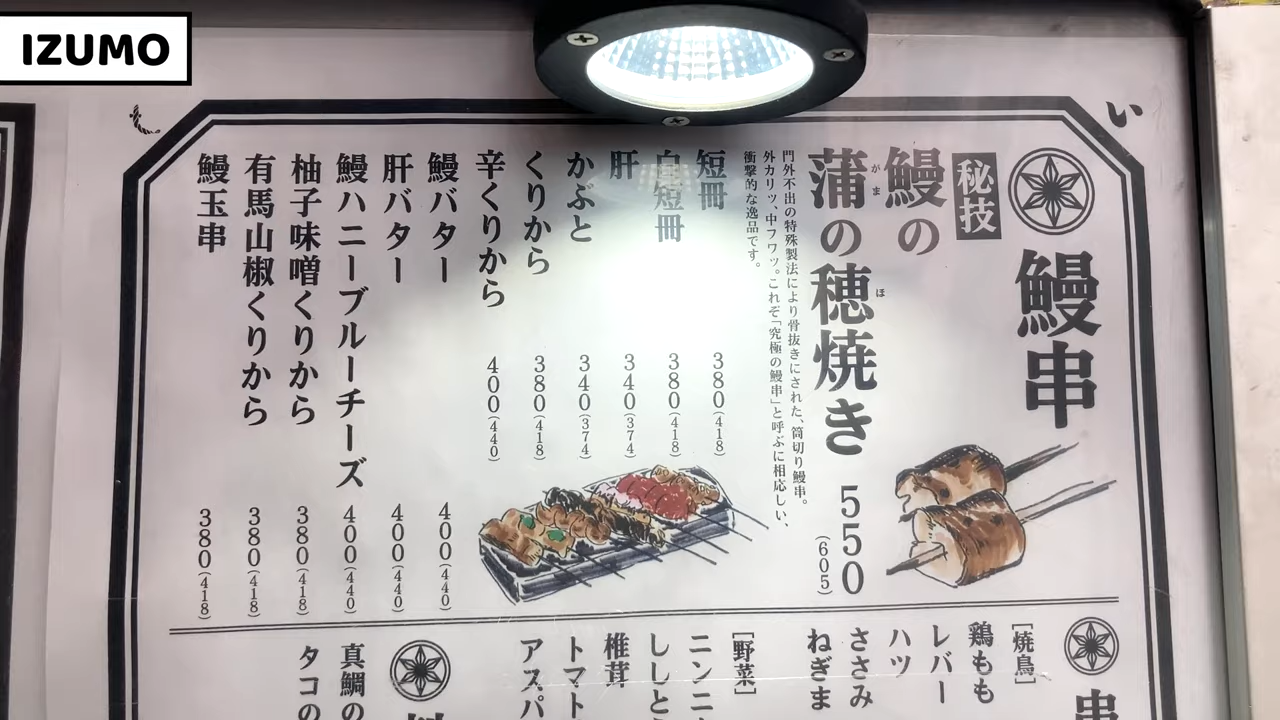 IZUMO
い
し
鰻串
秘技
鰻の
蒲の穂焼き 550
がま
ほ
(605)
門外不出の特殊製法により骨抜きにされた、筒切り鰻串。
外カリッ、中フワッ。これぞ「究極の鰻串」と呼ぶに相応しい、
衝撃的な逸品です。
短冊 380(418)
白短冊 380(418)
肝 340(374)
かぶと 340(374)
くりから 380(418)
辛くりから 400(440)
鰻バター 400(440)
肝バター 400(440)
鰻ハニーブルーチーズ 400(440)
柚子味噌くりから 380(418)
有馬山椒くりから 380(418)
鰻玉串 380(418)
串
[焼鳥]
鶏もも
レバー
ハツ
ささみ
ねぎま
[野菜]
ニンニ
ししと
椎茸
トマト
アスパ
真鯛の
タコの